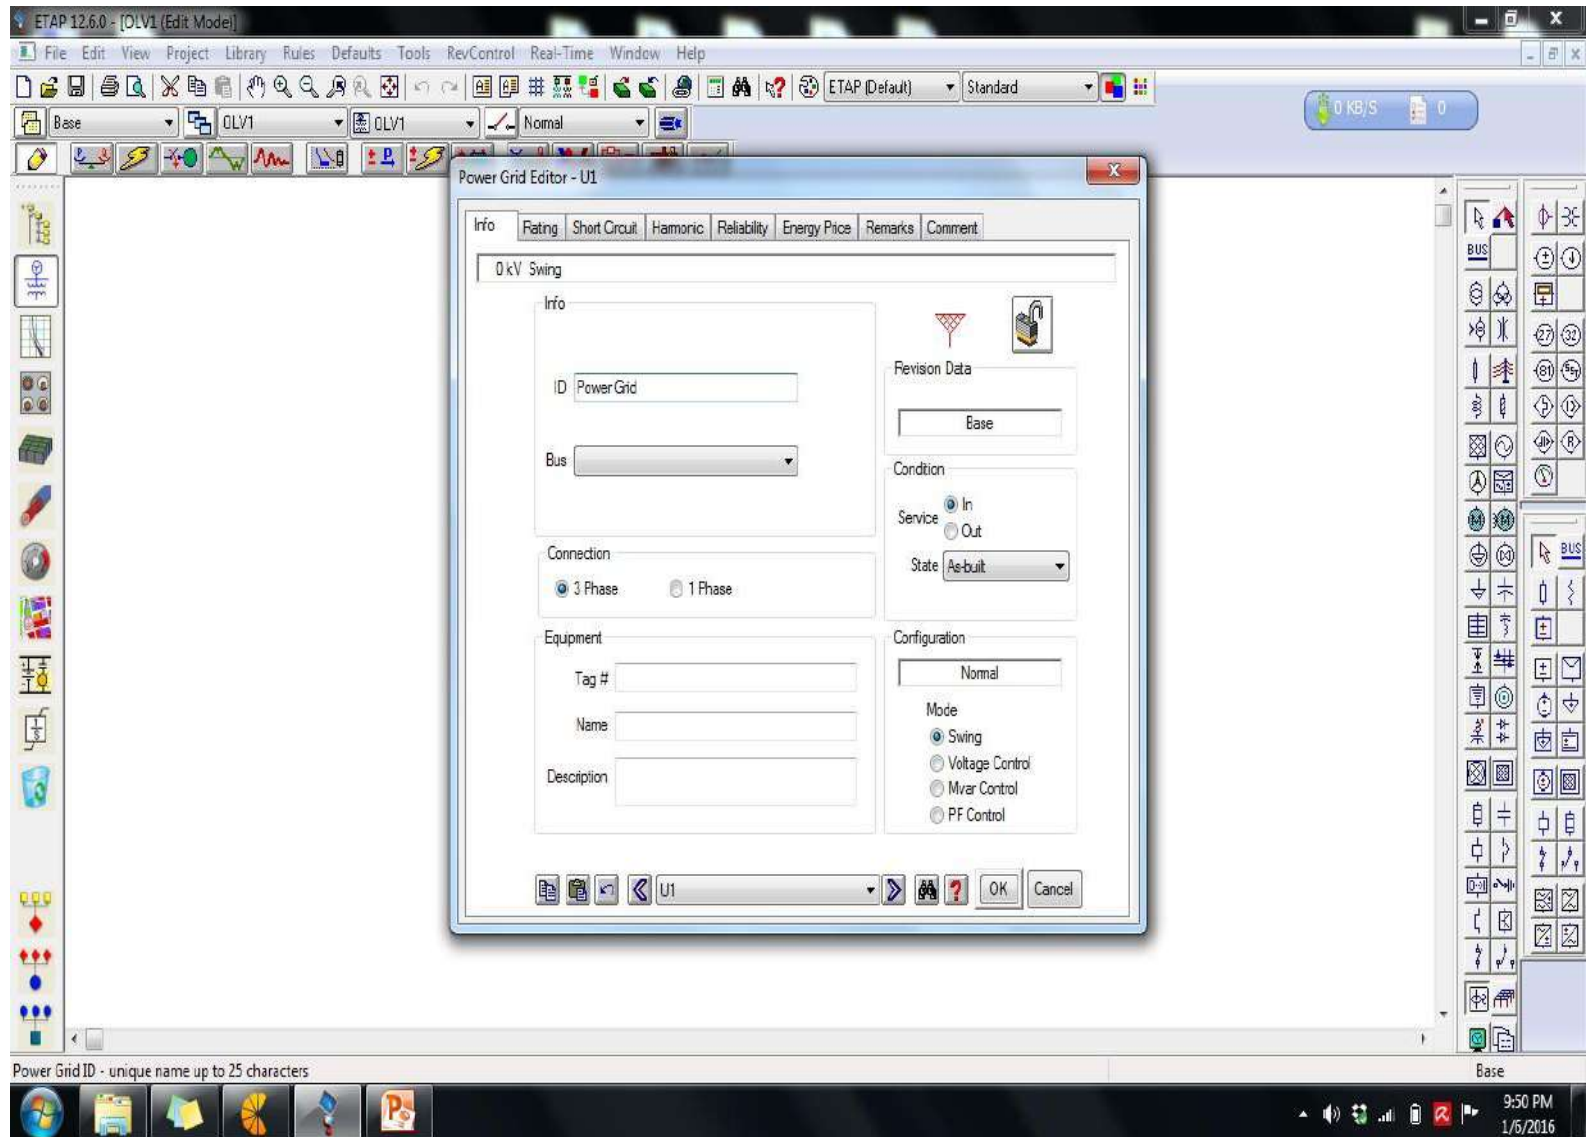 ETAP 12.6.0 - [OLV1 (Edit Mode)]
File Edit View Project Library Rules Defaults Tools RevControl Real-Time Window Help
ETAP (Default) Standard
0 KB/S 0
Base OLV1 OLV1 Normal
Power Grid Editor - U1
Info Rating Short Circuit Harmonic Reliability Energy Price Remarks Comment
0 kV Swing
Info
ID Power Grid
Bus
Revision Data
Base
Condition
Service In
Out
State As-built
Connection
3 Phase 1 Phase
Equipment
Tag #
Name
Description
Configuration
Normal
Mode
Swing
Voltage Control
Mvar Control
PF Control
U1 OK Cancel
BUS
27 32
81
R
BUS
Power Grid ID - unique name up to 25 characters
Base
9:50 PM
1/6/2016